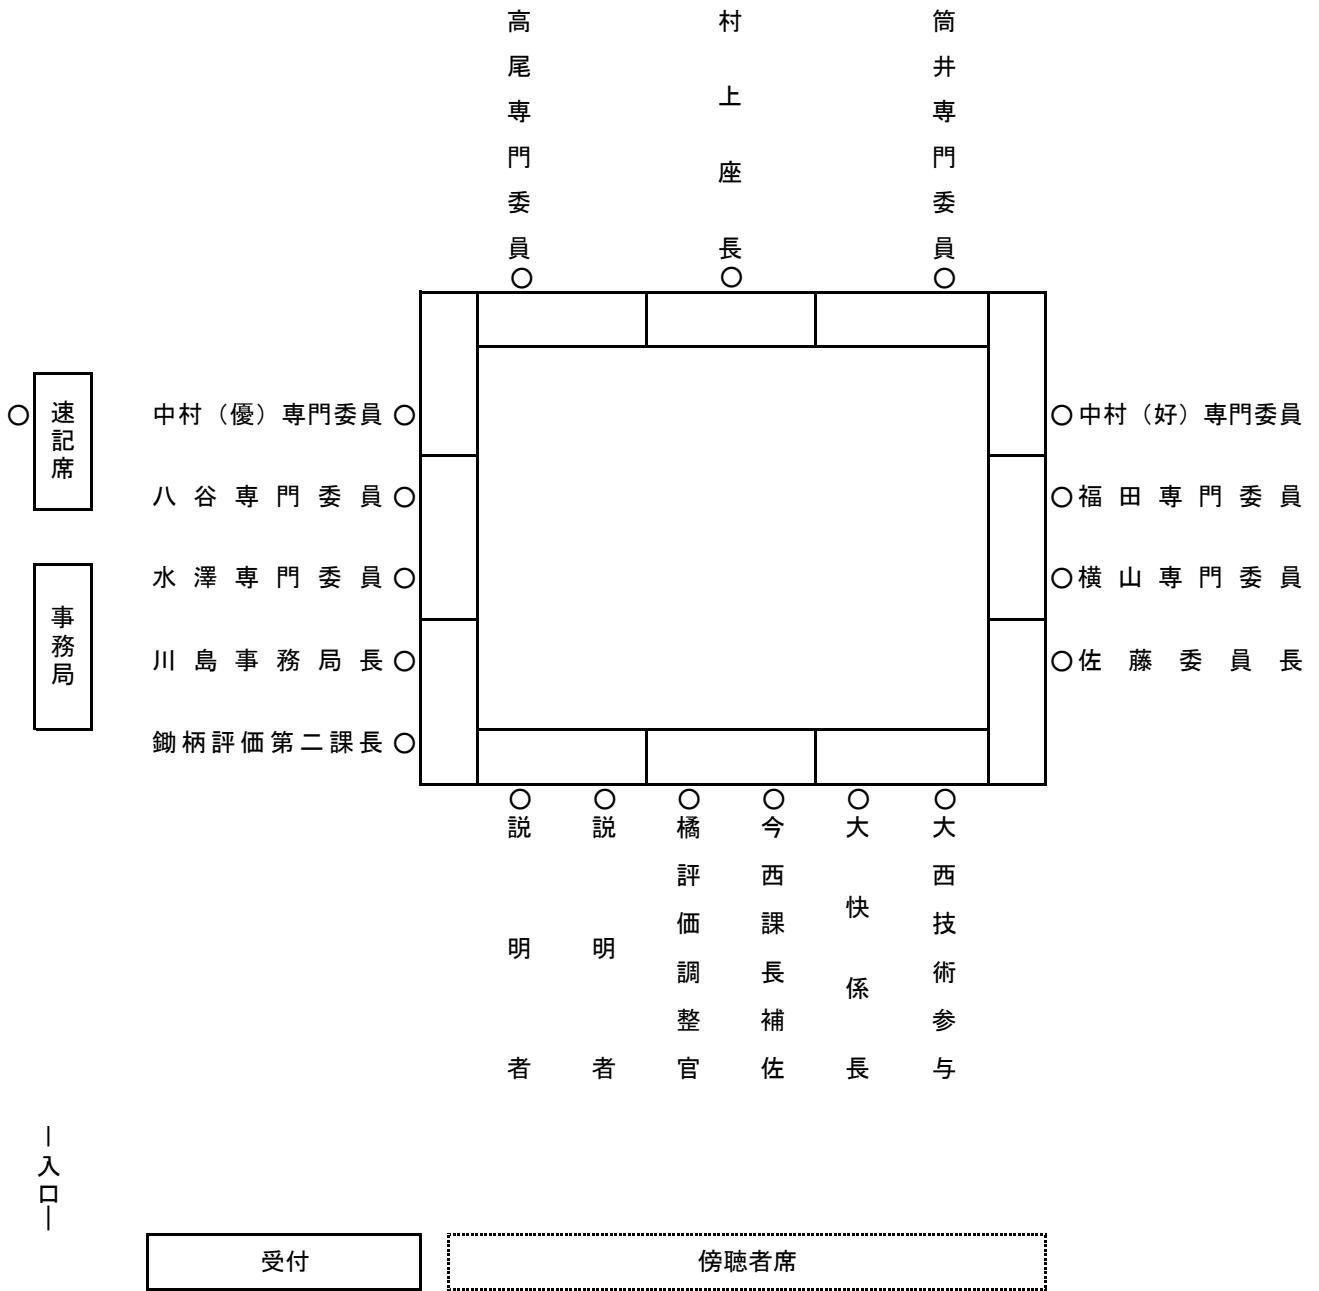 高尾専門委員
村上座長
筒井専門委員
速記席
事務局
中村（優）専門委員
八谷専門委員
水澤専門委員
川島事務局長
鋤柄評価第二課長
中村（好）専門委員
福田専門委員
横山専門委員
佐藤委員長
説明者
説明者
橘評価調整官
今西課長補佐
大快係長
大西技術参与
―入口―
受付
傍聴者席